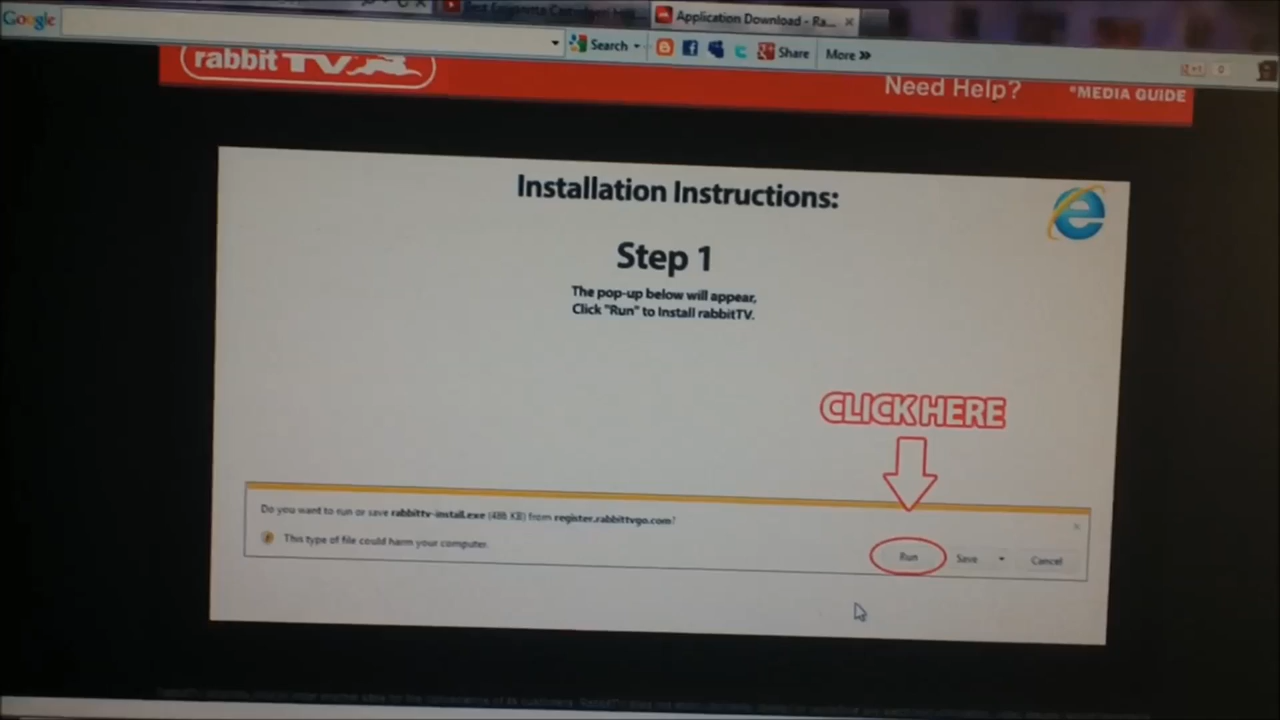 Google
Search
Share
More »
Application Download - Ra...
rabbit TV
Need Help?
*MEDIA GUIDE
Installation Instructions:
Step 1
The pop-up below will appear,
Click "Run" to Install rabbitTV.
CLICK HERE
Do you want to run or save rabbittv-install.exe (486 KB) from register.rabbittvgo.com?
This type of file could harm your computer.
Run
Save
Cancel